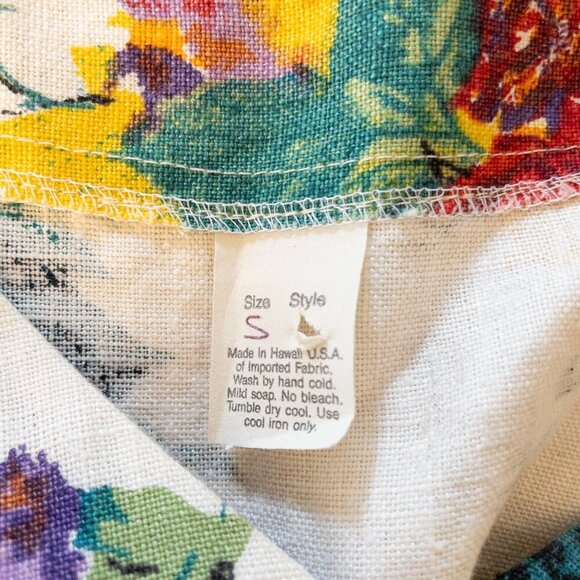 Size Style
S
Made in Hawaii U.S.A.
of Imported Fabric.
Wash by hand cold.
Mild soap. No bleach.
Tumble dry cool. Use
cool iron only.